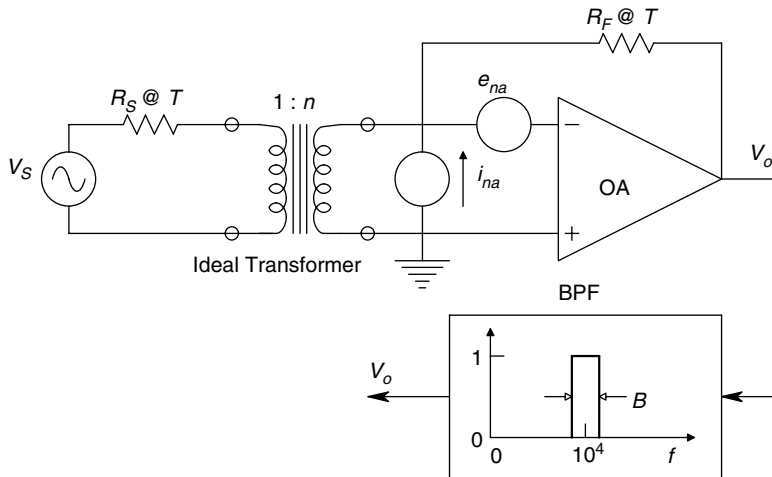 R_F @ T
e_na
R_S @ T
1 : n
V_S
i_na
−
OA
+
V_o
Ideal Transformer
BPF
V_o
1
B
0
0
10^4
f